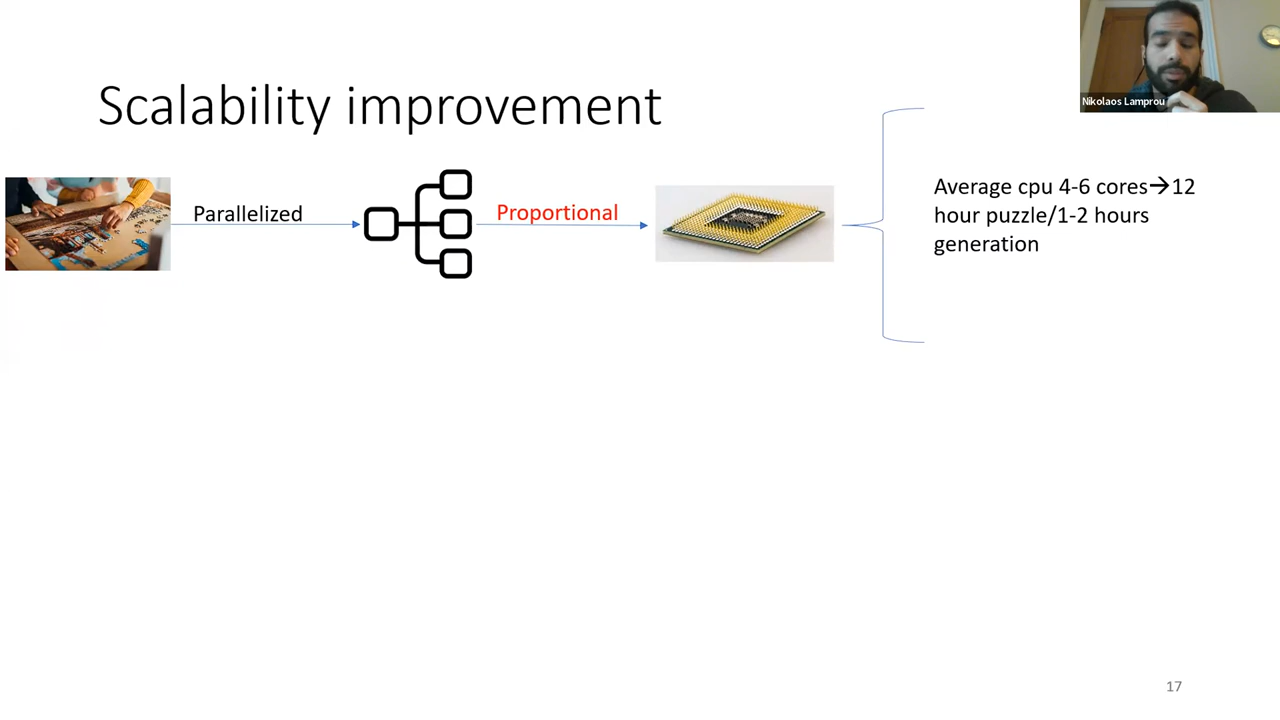 Nikolaos Lamprou
Scalability improvement
Parallelized
Proportional
Average cpu 4-6 cores→12
hour puzzle/1-2 hours
generation
17